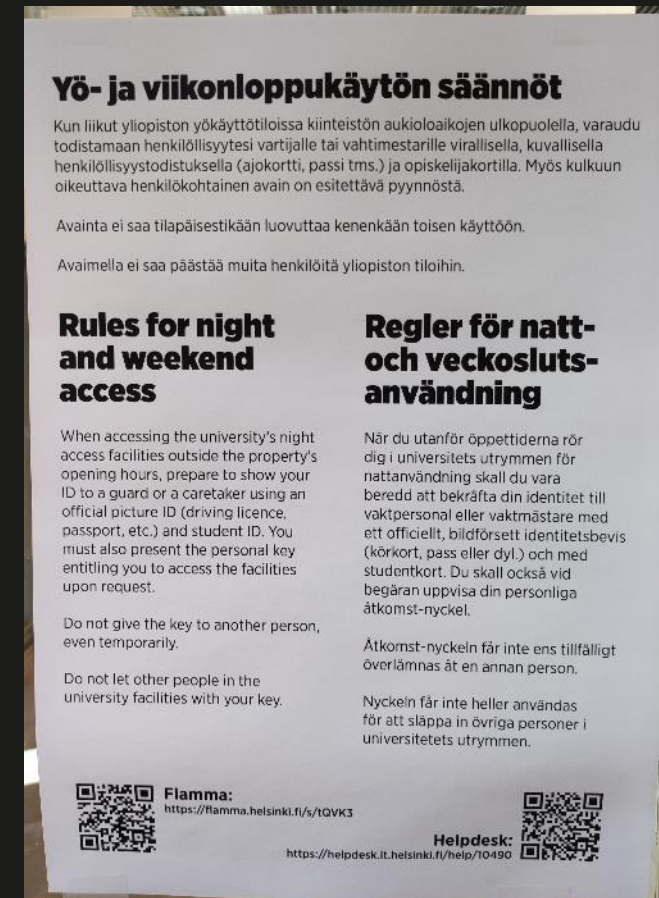 Yö- ja viikonloppukäytön säännöt
Kun liikut yliopiston yökäyttötiloissa kiinteistön aukioloaikojen ulkopuolella, varaudu
todistamaan henkilöllisyytesi vartijalle tai vahtimestarille virallisella, kuvallisella
henkilöllisyystodistuksella (ajokortti, passi tms.) ja opiskelijakortilla. Myös kulkuun
oikeuttava henkilökohtainen avain on esitettävä pyynnöstä.
Avainta ei saa tilapäisestikään luovuttaa kenenkään toisen käyttöön.
Avaimella ei saa päästää muita henkilöitä yliopiston tiloihin.
Rules for night
and weekend
access
When accessing the university's night
access facilities outside the property's
opening hours, prepare to show your
ID to a guard or a caretaker using an
official picture ID (driving licence,
passport, etc.) and student ID. You
must also present the personal key
entitling you to access the facilities
upon request.
Do not give the key to another person,
even temporarily.
Do not let other people in the
university facilities with your key.
Regler för natt-
och veckosluts-
användning
När du utanför öppettiderna rör
dig i universitets utrymmen för
nattanvändning skall du vara
beredd att bekräfta din identitet till
vaktpersonal eller vaktmästare med
ett officiellt, bildförsett identitetsbevis
(körkort, pass eller dyl.) och med
studentkort. Du skall också vid
begäran uppvisa din personliga
åtkomst-nyckel.
Åtkomst-nyckeln får inte ens tillfälligt
överlämnas åt en annan person.
Nyckeln får inte heller användas
för att släppa in övriga personer i
universitetets utrymmen.
Flamma:
https://flamma.helsinki.fi/s/tQVK3
Helpdesk:
https://helpdesk.it.helsinki.fi/help/10490